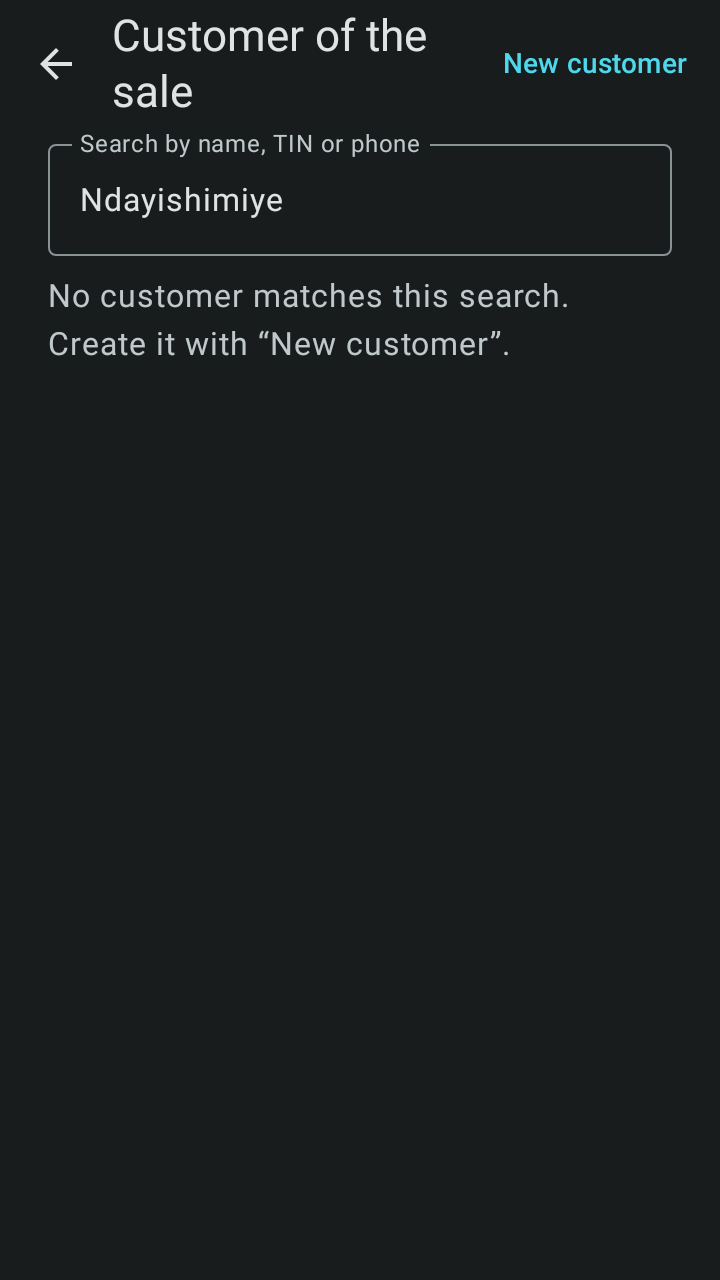 Customer of the
sale
New customer
Search by name, TIN or phone
Ndayishimiye
No customer matches this search.
Create it with “New customer”.